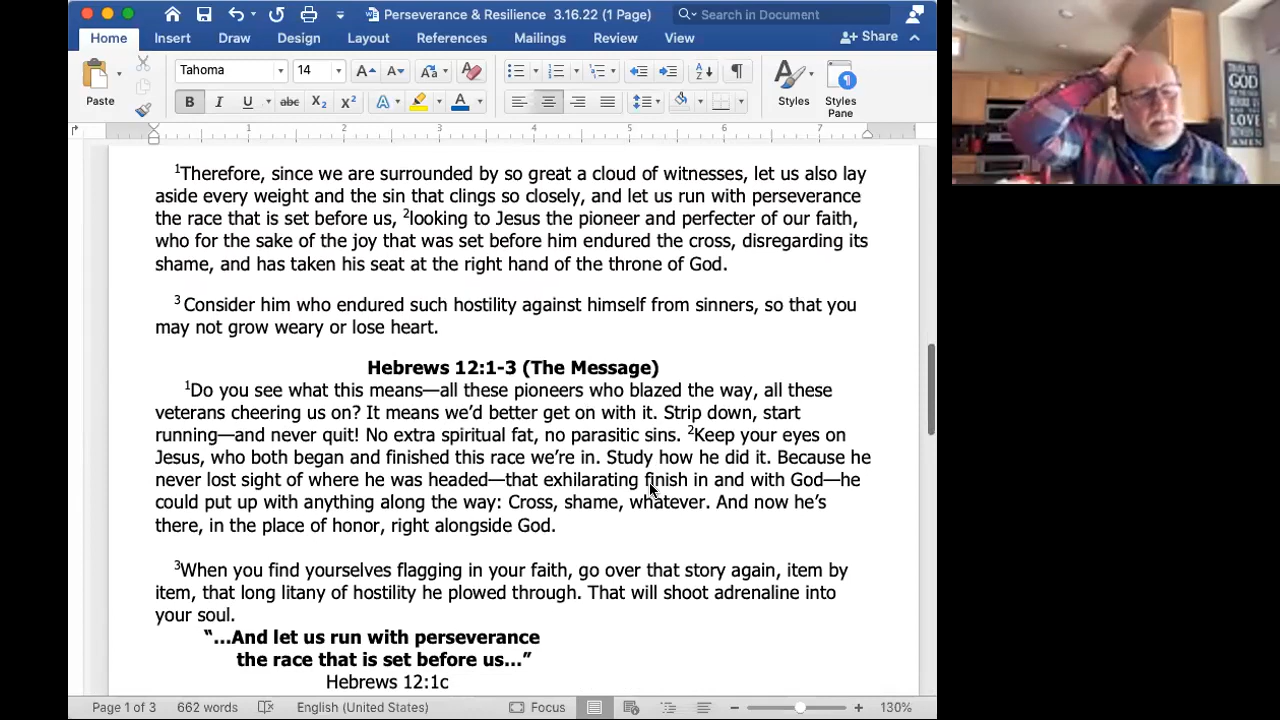 Perseverance & Resilience 3.16.22 (1 Page)
Search in Document
Home Insert Draw Design Layout References Mailings Review View Share
Paste
Tahoma 14
Styles
Styles Pane
1 2 3 4 5 6 7
1Therefore, since we are surrounded by so great a cloud of witnesses, let us also lay
aside every weight and the sin that clings so closely, and let us run with perseverance
the race that is set before us, 2looking to Jesus the pioneer and perfecter of our faith,
who for the sake of the joy that was set before him endured the cross, disregarding its
shame, and has taken his seat at the right hand of the throne of God.
3 Consider him who endured such hostility against himself from sinners, so that you
may not grow weary or lose heart.
Hebrews 12:1-3 (The Message)
1Do you see what this means—all these pioneers who blazed the way, all these
veterans cheering us on? It means we’d better get on with it. Strip down, start
running—and never quit! No extra spiritual fat, no parasitic sins. 2Keep your eyes on
Jesus, who both began and finished this race we’re in. Study how he did it. Because he
never lost sight of where he was headed—that exhilarating finish in and with God—he
could put up with anything along the way: Cross, shame, whatever. And now he’s
there, in the place of honor, right alongside God.
3When you find yourselves flagging in your faith, go over that story again, item by
item, that long litany of hostility he plowed through. That will shoot adrenaline into
your soul.
“…And let us run with perseverance
the race that is set before us…”
Hebrews 12:1c
Page 1 of 3 662 words English (United States) Focus 130%
GOD
LOVE